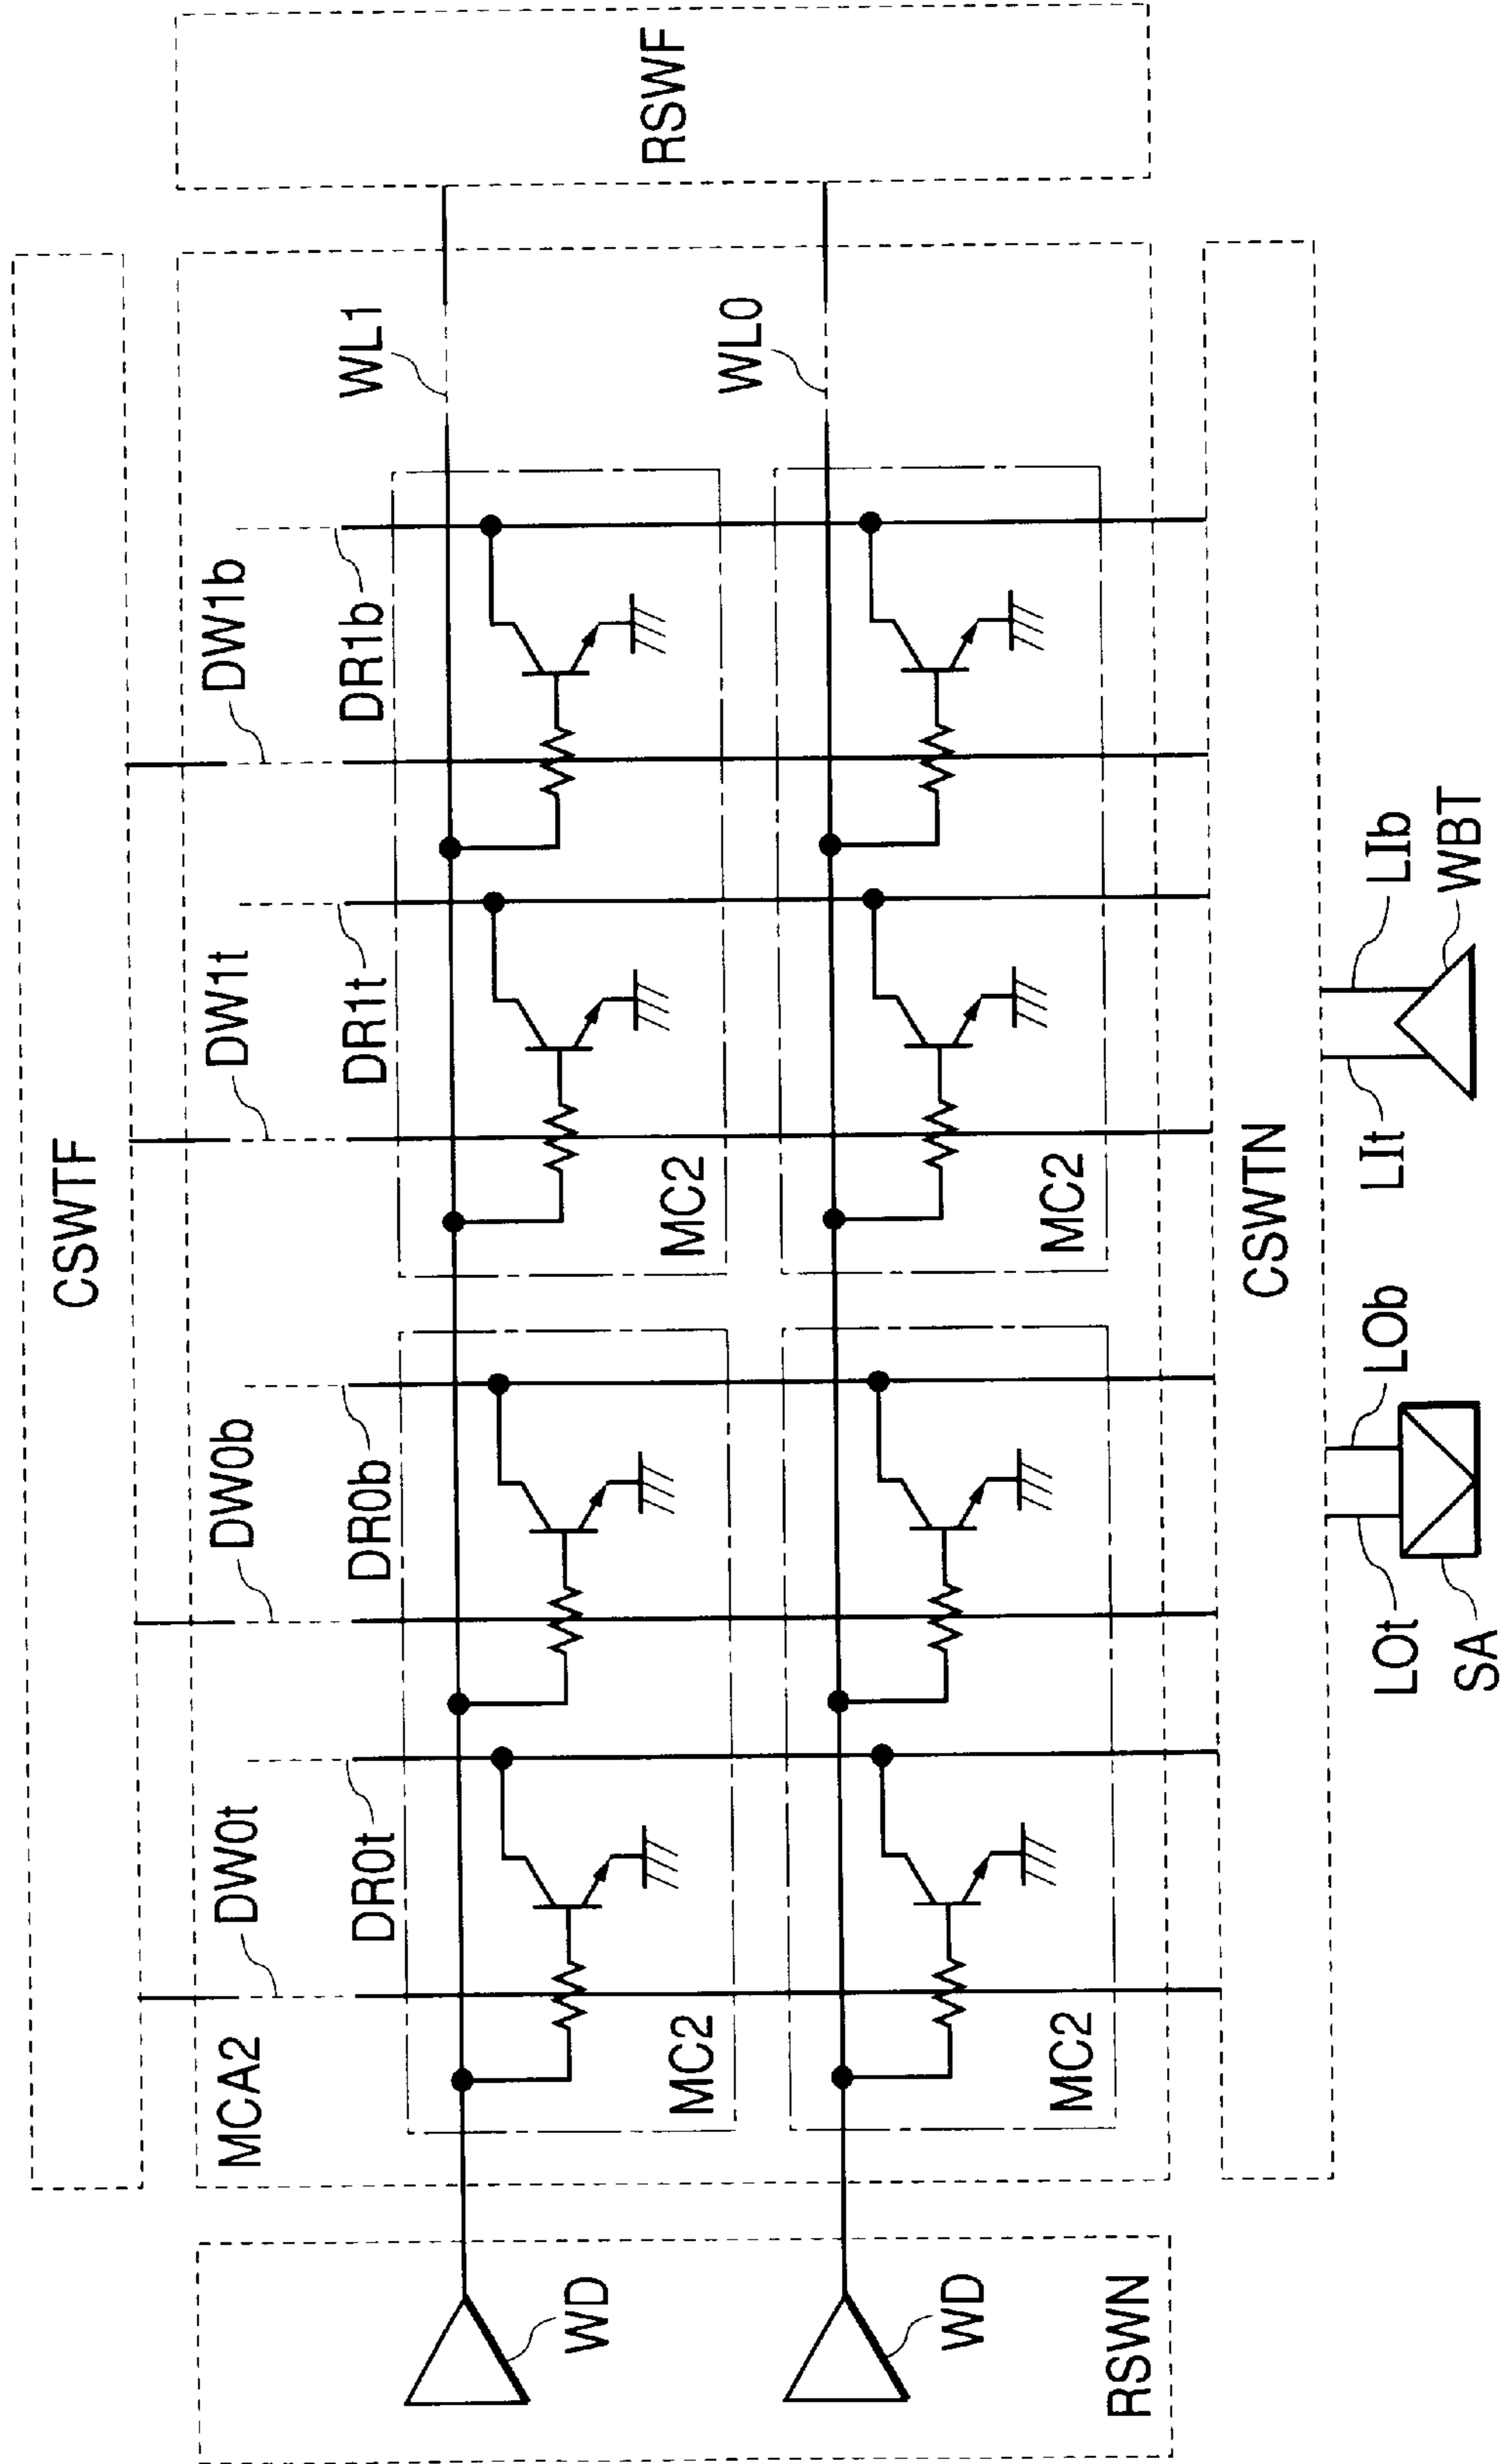 CSWTF
MCA2
DW0t
DW0b
DW1t
DW1b
DR0t
DR0b
DR1t
DR1b
WL1
RSWF
WD
MC2
MC2
WL0
WD
MC2
MC2
RSWN
CSWTN
LOt
LOb
LIt
LIb
SA
WBT